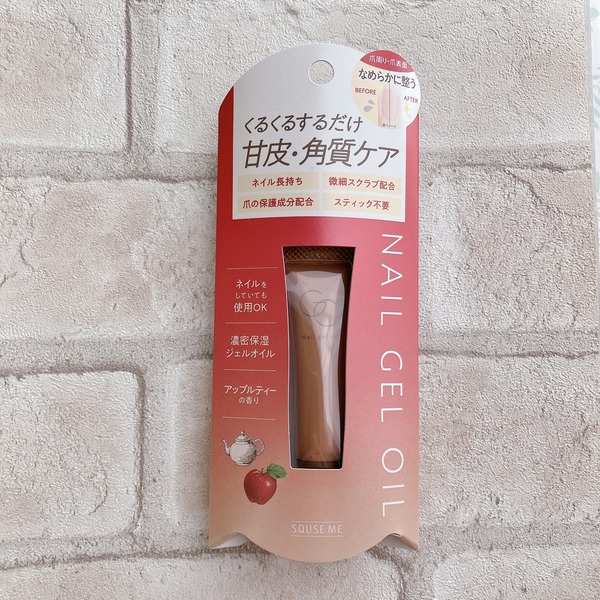 爪周り・爪表面
なめらかに整う
BEFORE
AFTER
くるくるするだけ
甘皮・角質ケア
ネイル長持ち
微細スクラブ配合
爪の保護成分配合
スティック不要
NAIL GEL OIL
ネイルを
していても
使用OK
濃密保湿
ジェルオイル
アップルティー
の香り
Nail gel
SQUSE ME